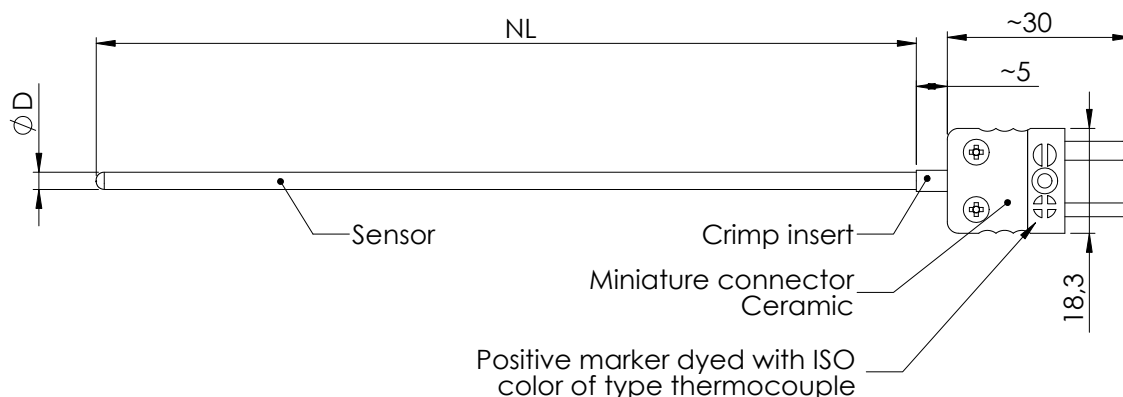 NL
~30
~5
ØD
Sensor
Crimp insert
Miniature connector
Ceramic
18,3
Positive marker dyed with ISO
color of type thermocouple